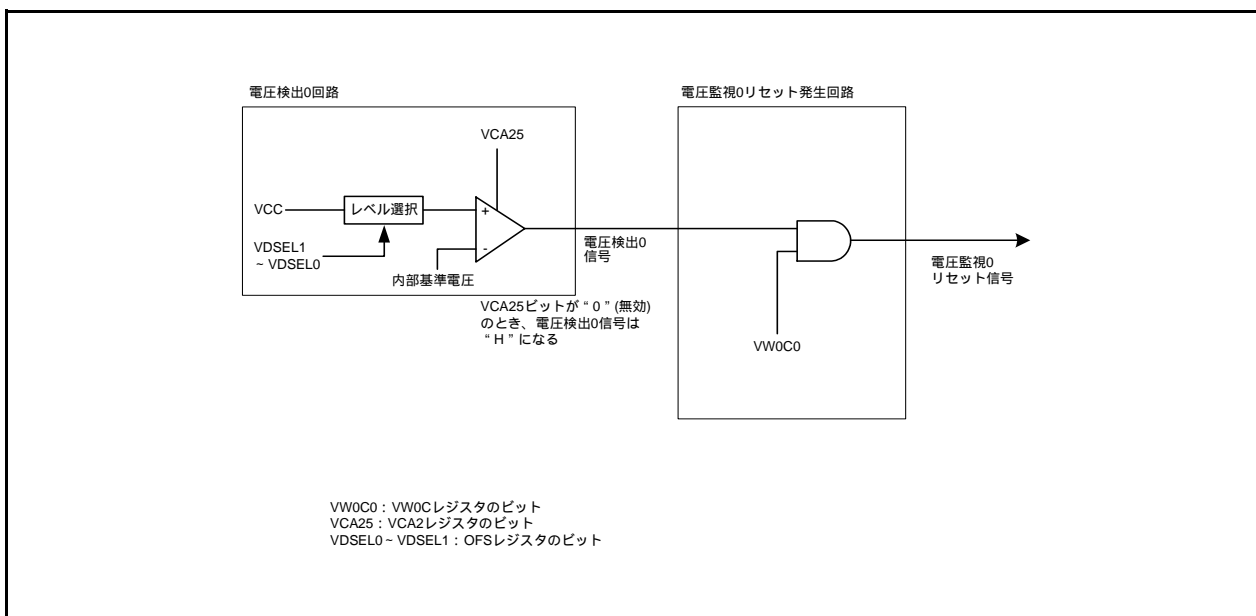 電圧検出0回路
電圧監視0リセット発生回路
VCA25
VCC
レベル選択
+
VDSEL1
~ VDSEL0
-
内部基準電圧
電圧検出0
信号
電圧監視0
リセット信号
VCA25ビットが“0”(無効)
のとき、電圧検出0信号は
“H”になる
VW0C0
VW0C0:VW0Cレジスタのビット
VCA25:VCA2レジスタのビット
VDSEL0~VDSEL1:OFSレジスタのビット